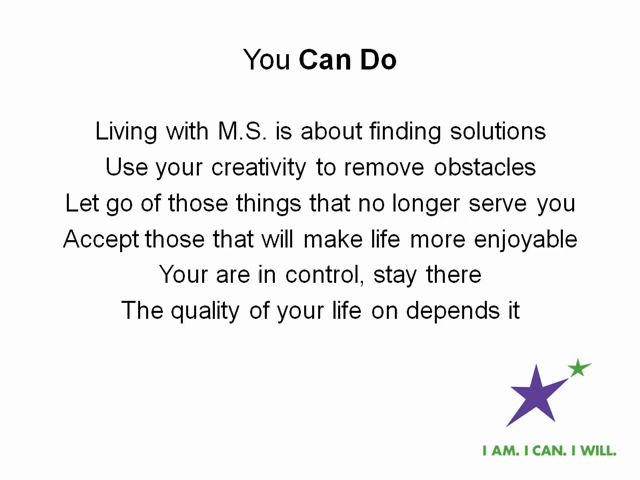 You Can Do
Living with M.S. is about finding solutions
Use your creativity to remove obstacles
Let go of those things that no longer serve you
Accept those that will make life more enjoyable
Your are in control, stay there
The quality of your life on depends it
I AM. I CAN. I WILL.